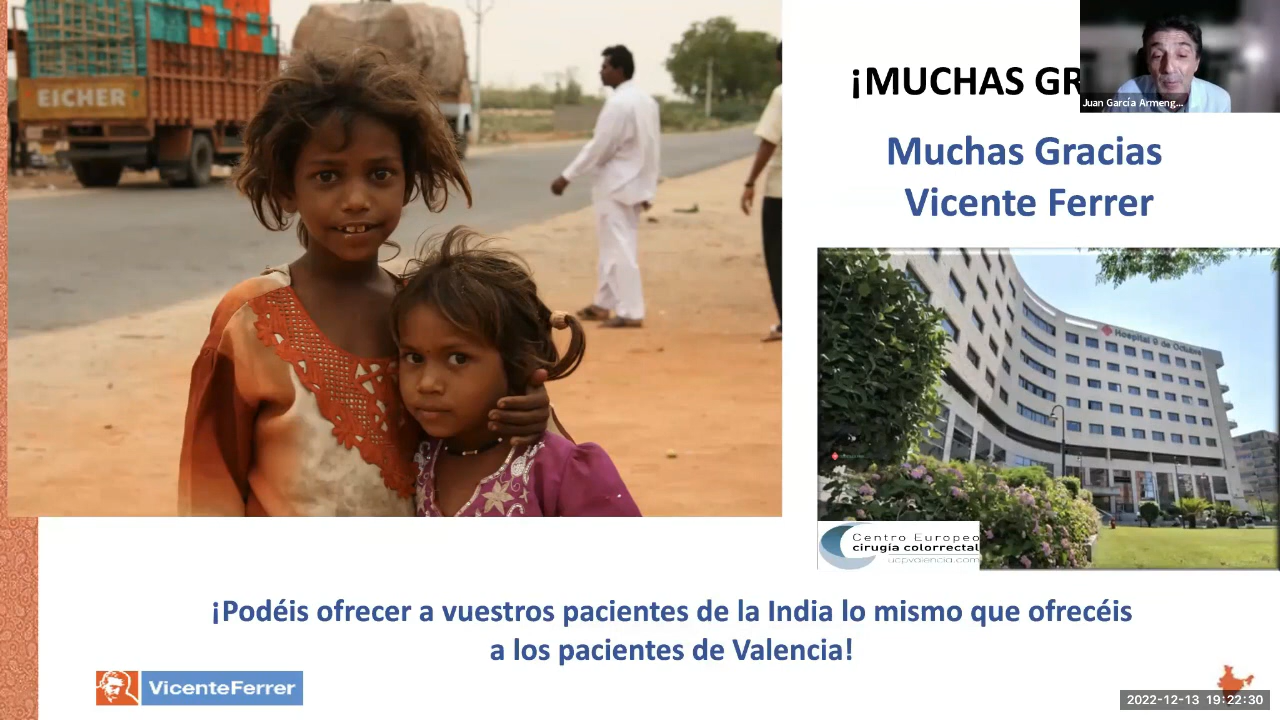 EICHER
¡MUCHAS GR
Juan García Armeng...
Muchas Gracias
Vicente Ferrer
Hospital 9 de Octubre
Centro Europeo
cirugía colorrectal
ucpvalencia.com
¡Podéis ofrecer a vuestros pacientes de la India lo mismo que ofrecéis
a los pacientes de Valencia!
VicenteFerrer
2022-12-13 19:22:30